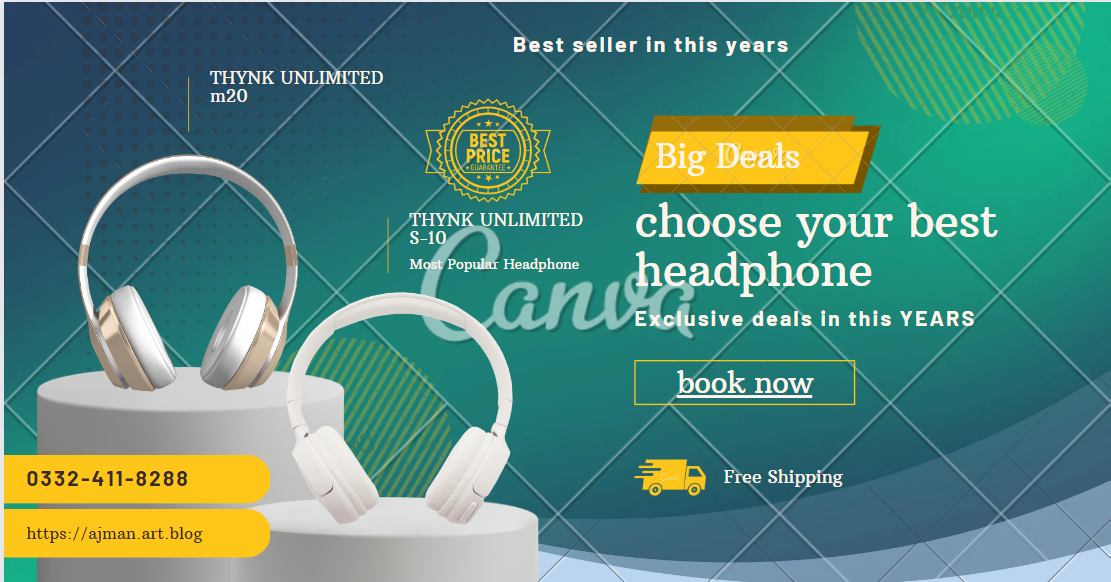 Best seller in this years
THYNK UNLIMITED
m20
BEST
PRICE
GUARANTEE
THYNK UNLIMITED
S-10
Most Popular Headphone
Canva
Big Deals
choose your best
headphone
Exclusive deals in this YEARS
book now
Free Shipping
0332-411-8288
https://ajman.art.blog